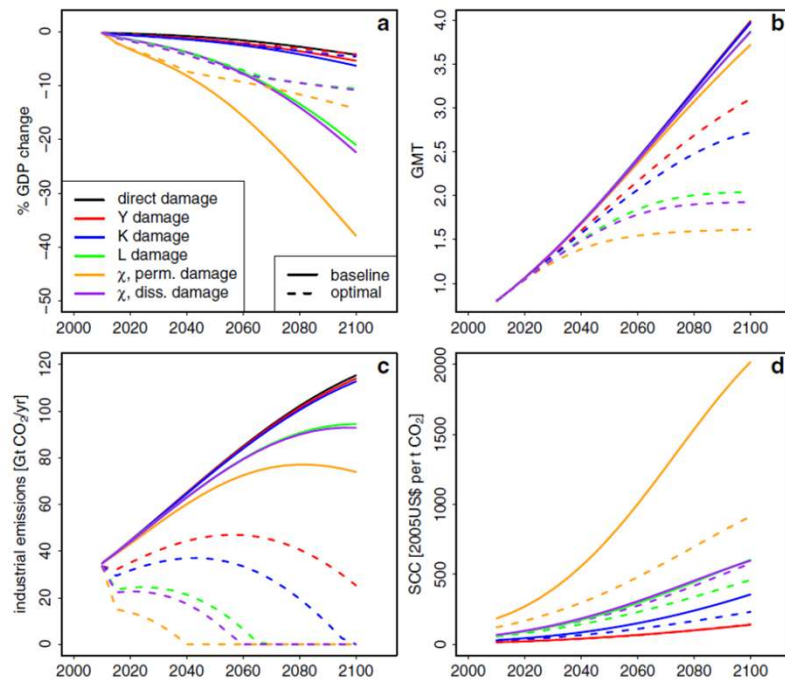 a
% GDP change
0
−10
−20
−30
−40
−50
direct damage
Y damage
K damage
L damage
χ, perm. damage
χ, diss. damage
baseline
optimal
2000 2020 2040 2060 2080 2100
b
GMT
4.0
3.5
3.0
2.5
2.0
1.5
1.0
2000 2020 2040 2060 2080 2100
c
industrial emissions [Gt CO₂/yr]
120
100
80
60
40
20
0
2000 2020 2040 2060 2080 2100
d
SCC [2005US$ per t CO₂]
2000
1500
1000
500
0
2000 2020 2040 2060 2080 2100